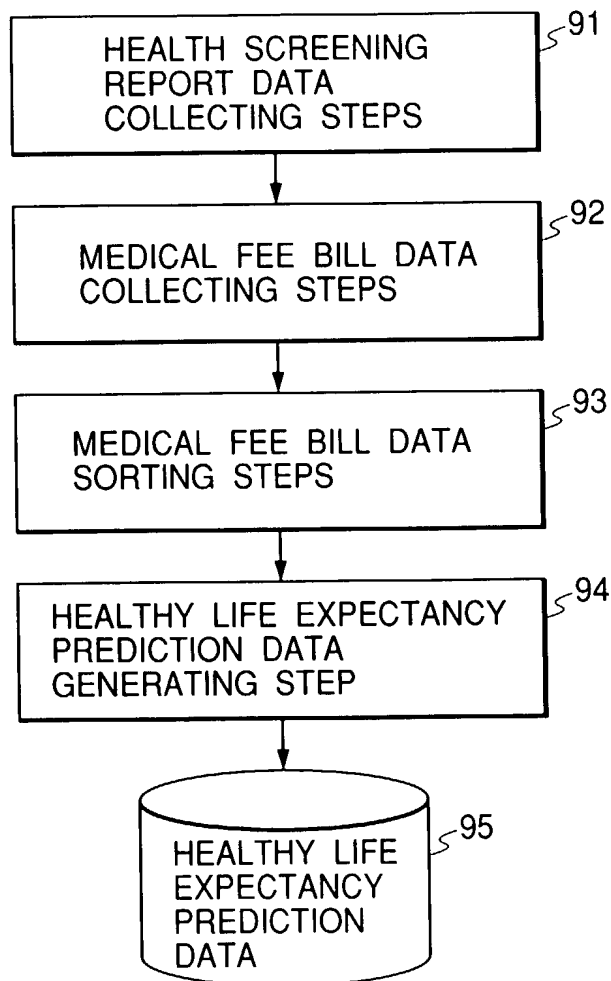 91
HEALTH SCREENING
REPORT DATA
COLLECTING STEPS
92
MEDICAL FEE BILL DATA
COLLECTING STEPS
93
MEDICAL FEE BILL DATA
SORTING STEPS
94
HEALTHY LIFE EXPECTANCY
PREDICTION DATA
GENERATING STEP
95
HEALTHY LIFE
EXPECTANCY
PREDICTION
DATA